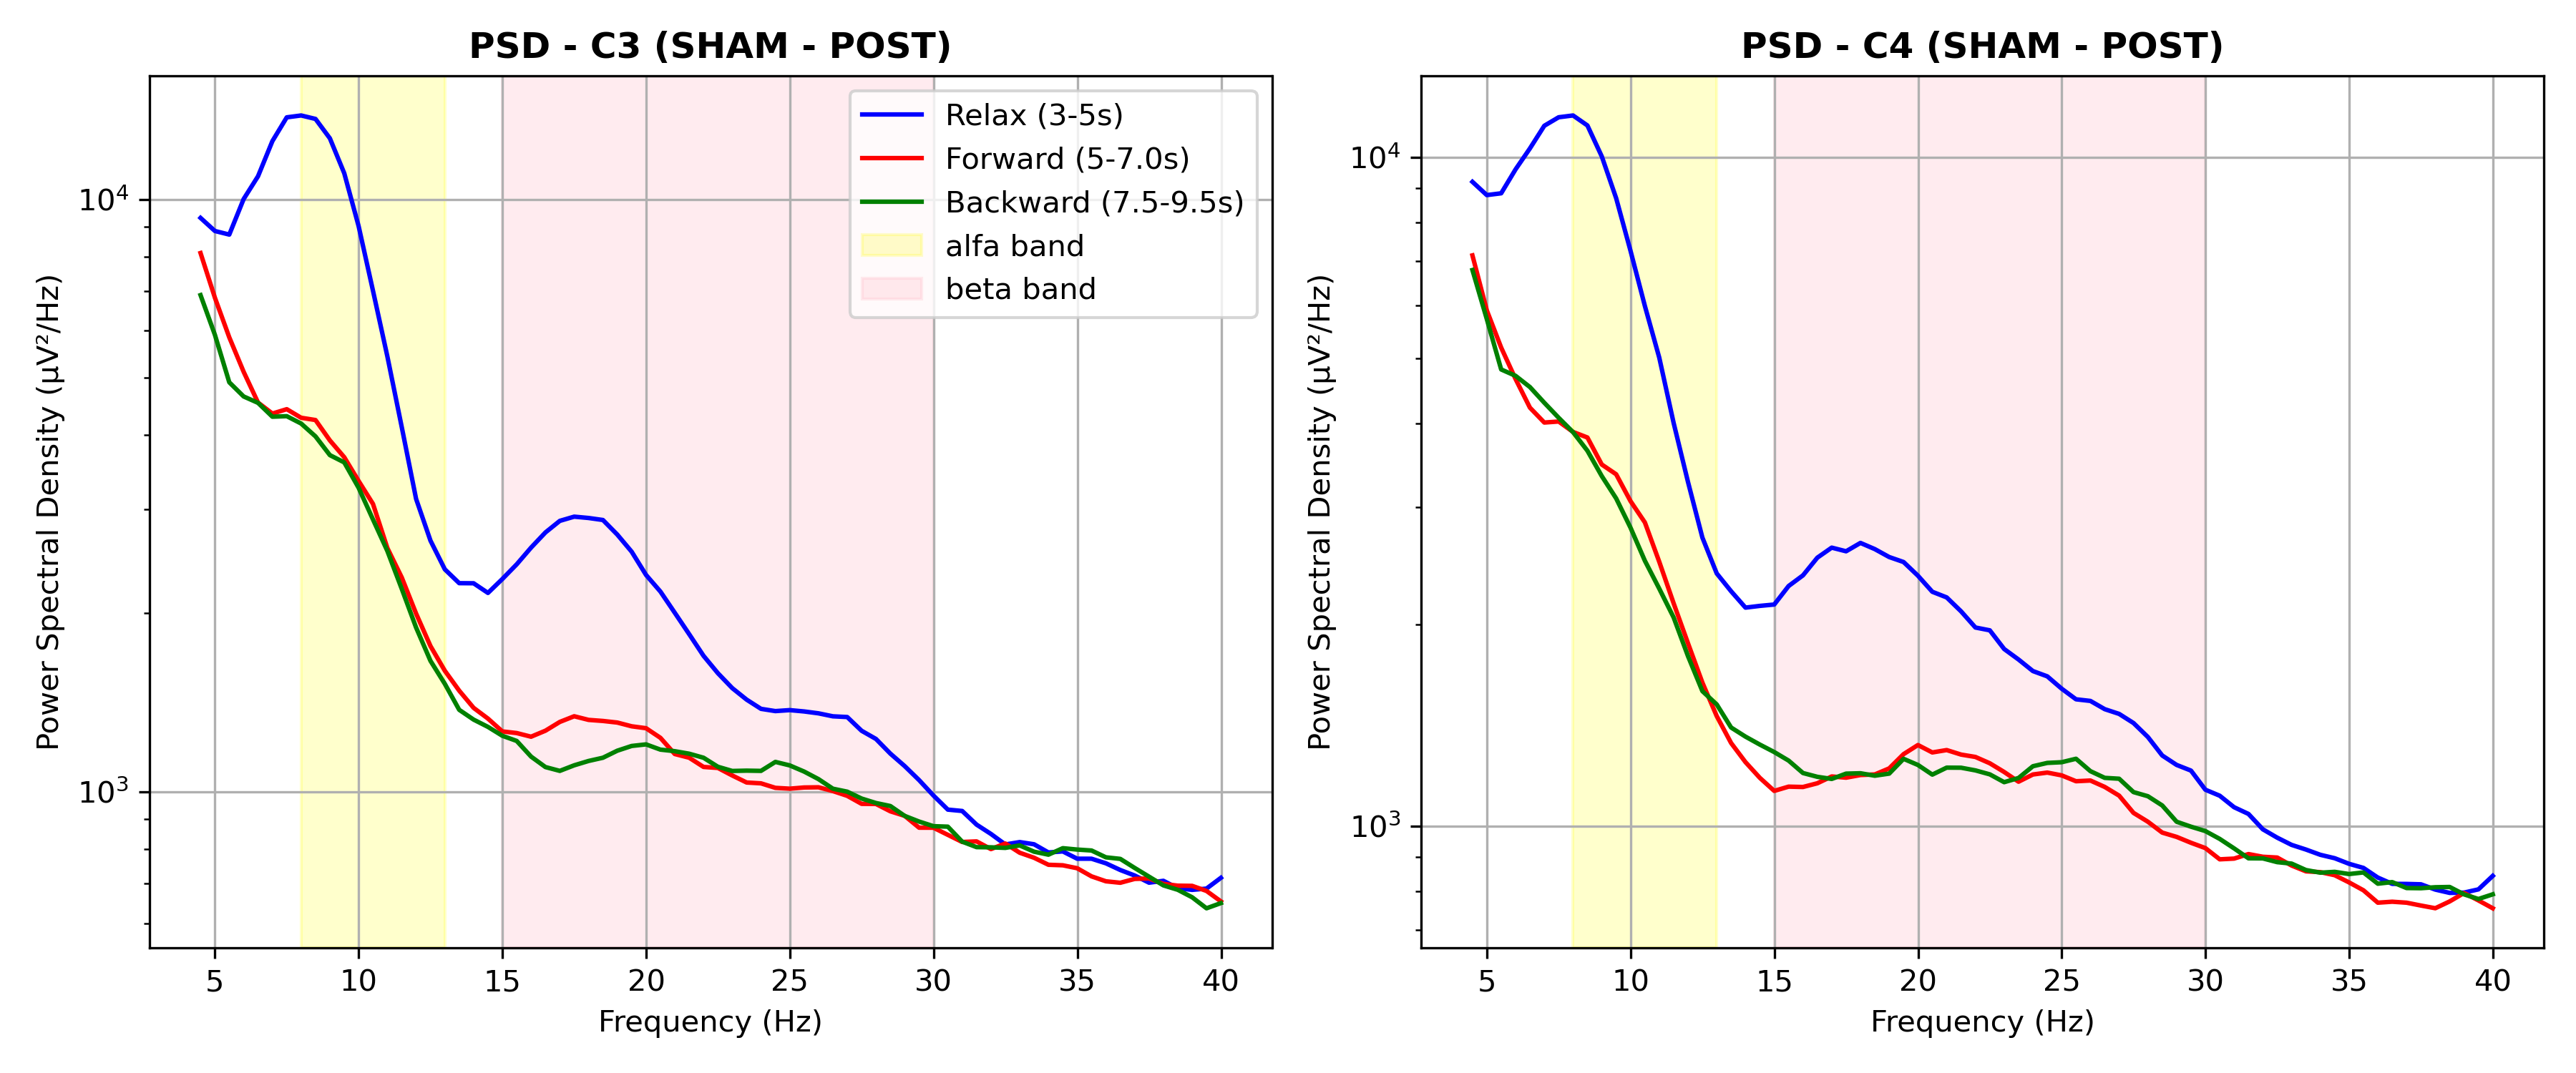 PSD - C3 (SHAM - POST)
Power Spectral Density (µV²/Hz)
10⁴
10³
Relax (3-5s)
Forward (5-7.0s)
Backward (7.5-9.5s)
alfa band
beta band
5 10 15 20 25 30 35 40
Frequency (Hz)
PSD - C4 (SHAM - POST)
Power Spectral Density (µV²/Hz)
10⁴
10³
5 10 15 20 25 30 35 40
Frequency (Hz)